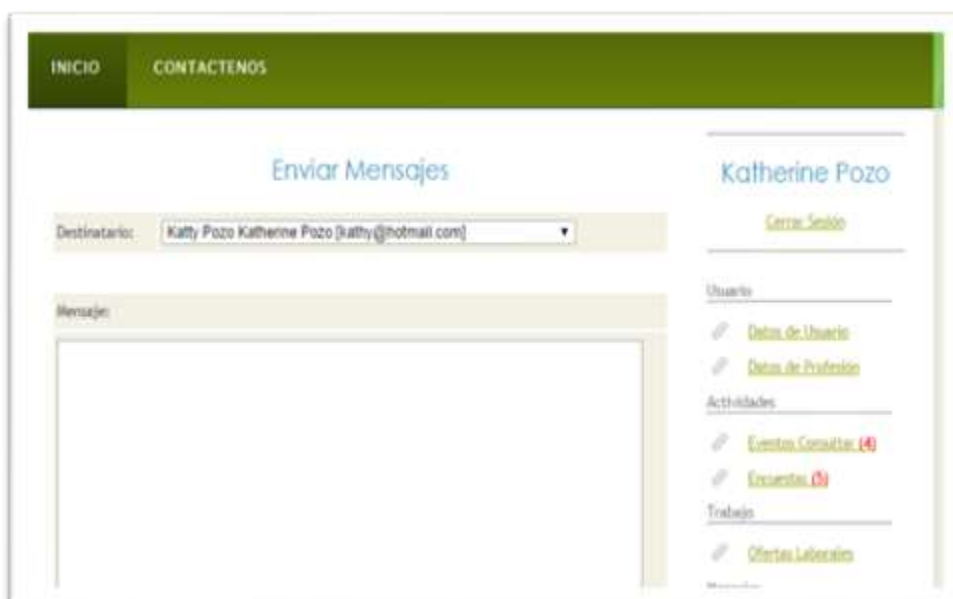 INICIO CONTACTENOS
Enviar Mensajes
Destinatario: Katty Pozo Katherine Pozo [kathy@hotmail.com]
Mensaje:
Katherine Pozo
Cerrar Sesión
Usuario
Datos de Usuario
Datos de Profesión
Actividades
Eventos Consultar (4)
Encuestas (5)
Trabajo
Ofertas Laborales